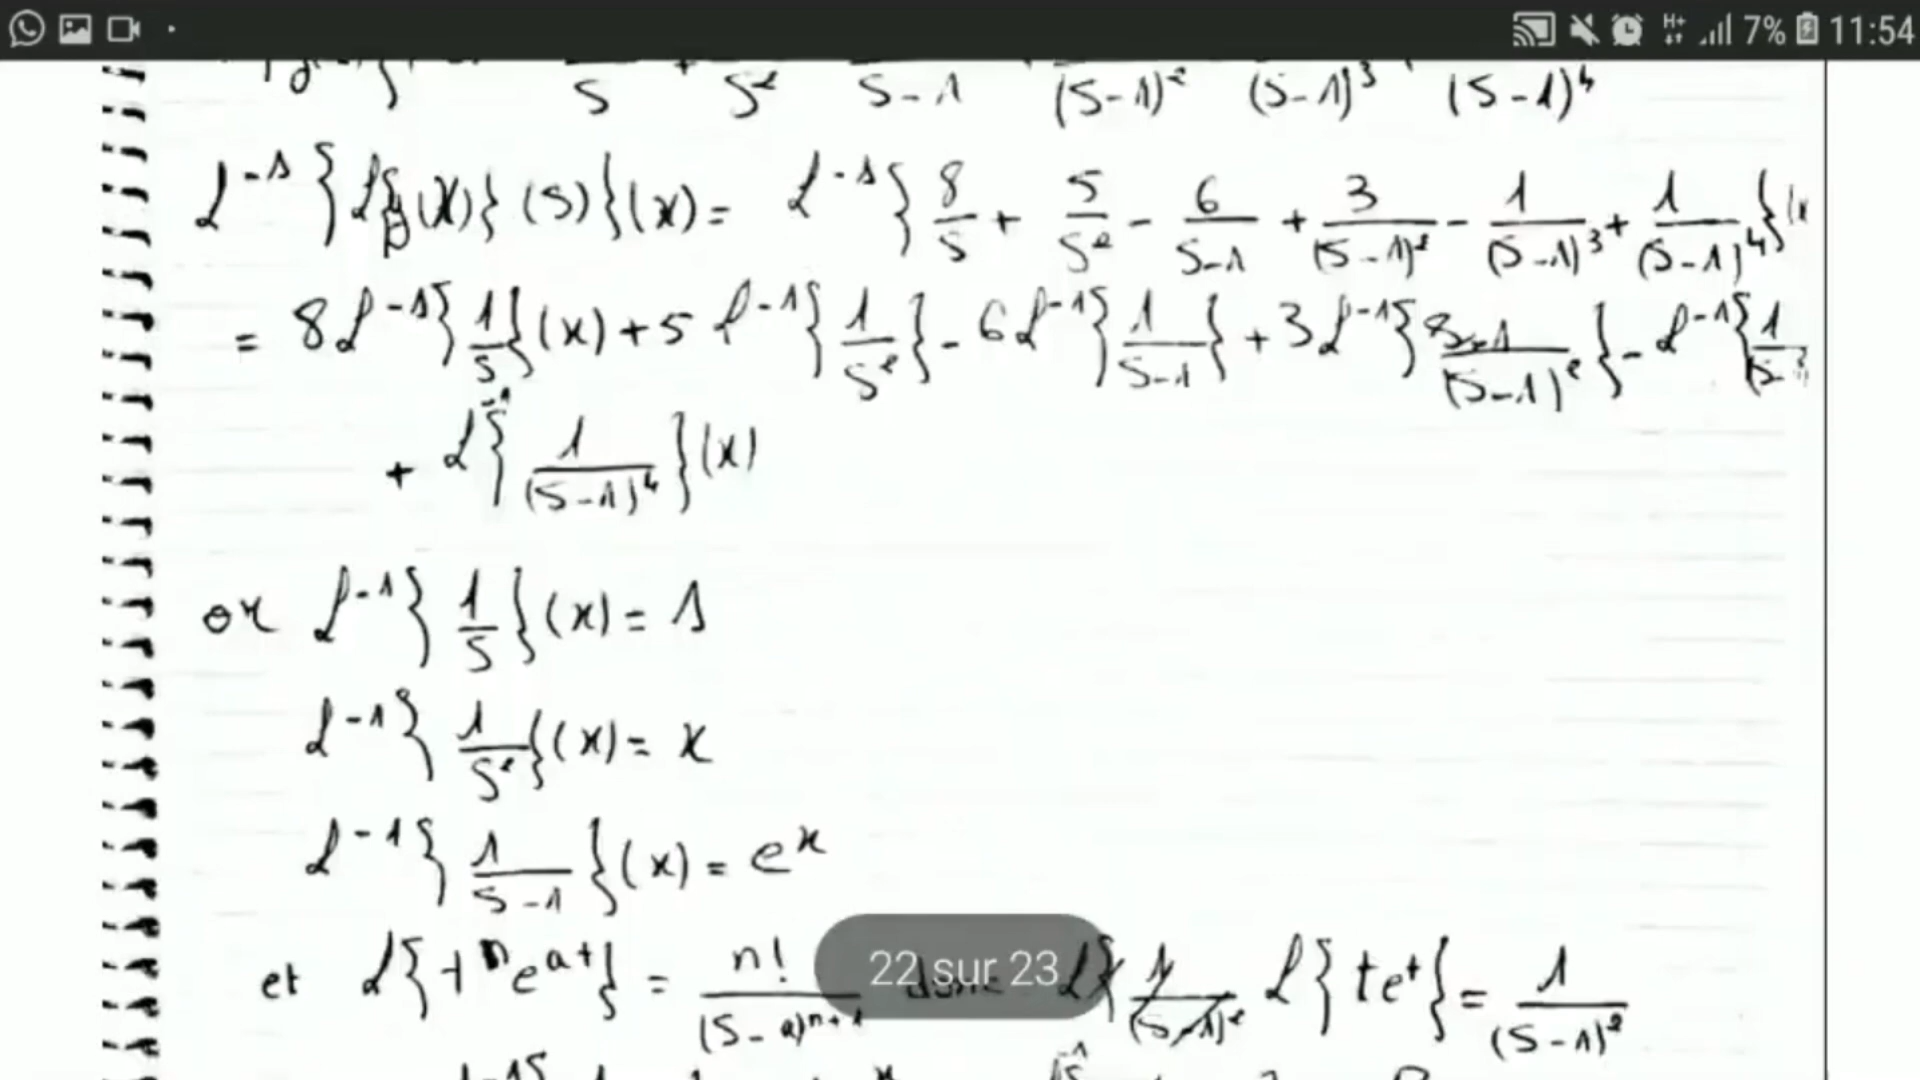 7% 11:54
S S² S-1 (S-1)² (S-1)³ (S-1)⁴
L⁻¹{L{y(x)}(S)}(x) = L⁻¹{8/S + 5/S² - 6/(S-1) + 3/(S-1)² - 1/(S-1)³ + 1/(S-1)⁴}(x
= 8L⁻¹{1/S}(x) + 5L⁻¹{1/S²} - 6L⁻¹{1/(S-1)} + 3L⁻¹{1/(S-1)²} - L⁻¹{1/(S-
+ L⁻¹{1/(S-1)⁴}(x)
or L⁻¹{1/S}(x) = 1
L⁻¹{1/S²}(x) = x
L⁻¹{1/(S-1)}(x) = eˣ
et L{tⁿeᵃᵗ} = n!/(S-a)ⁿ⁺¹ donc L{teᵗ} = 1/(S-1)²
22 sur 23